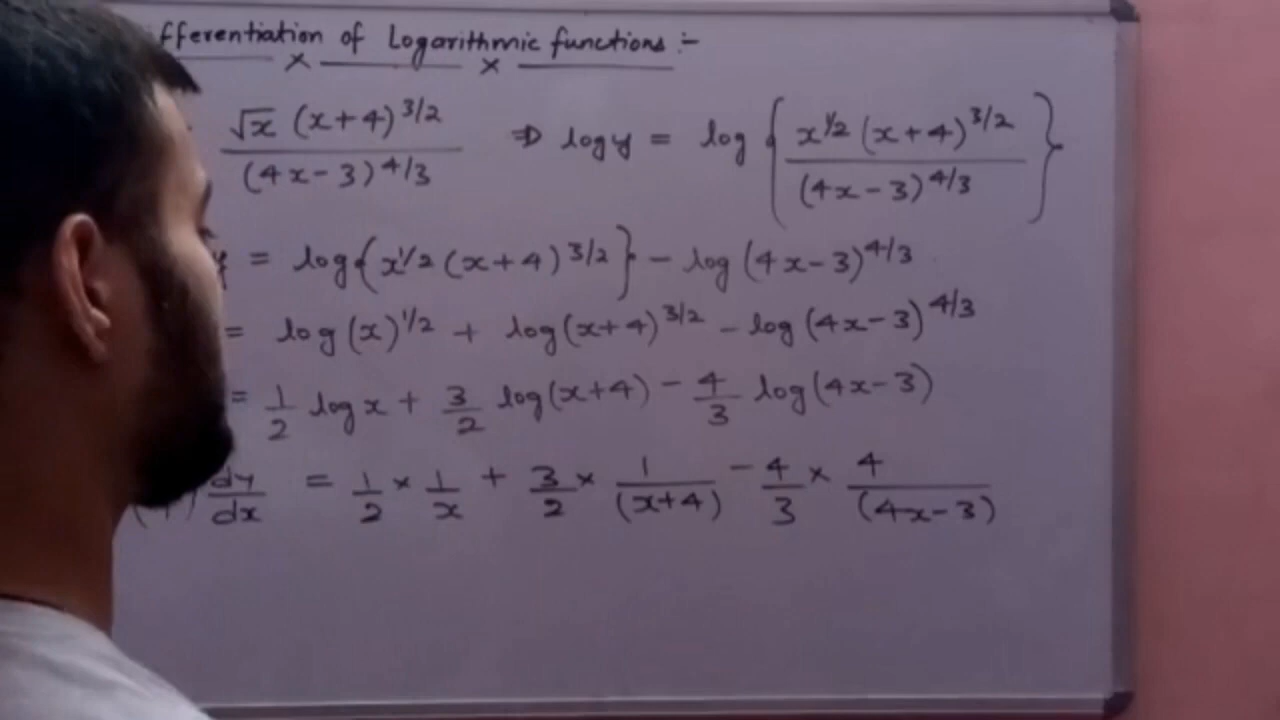 fferentiation of Logarithmic functions :-
√x (x+4)^3/2 / (4x-3)^4/3 ⇒ log y = log { x^1/2 (x+4)^3/2 / (4x-3)^4/3 }
y = log{x^1/2 (x+4)^3/2} - log(4x-3)^4/3
= log(x)^1/2 + log(x+4)^3/2 - log(4x-3)^4/3
= 1/2 log x + 3/2 log(x+4) - 4/3 log(4x-3)
dy/dx = 1/2 × 1/x + 3/2 × 1/(x+4) - 4/3 × 4/(4x-3)